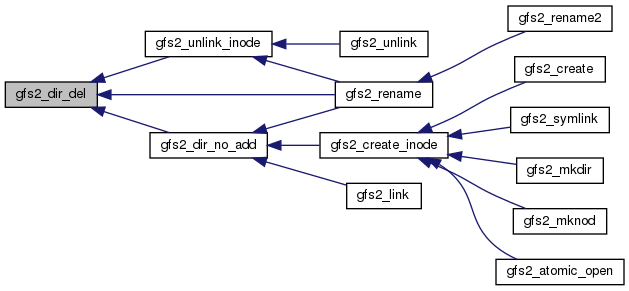 gfs2_rename2
gfs2_unlink_inode
gfs2_unlink
gfs2_create
gfs2_dir_del
gfs2_rename
gfs2_symlink
gfs2_dir_no_add
gfs2_create_inode
gfs2_mkdir
gfs2_link
gfs2_mknod
gfs2_atomic_open